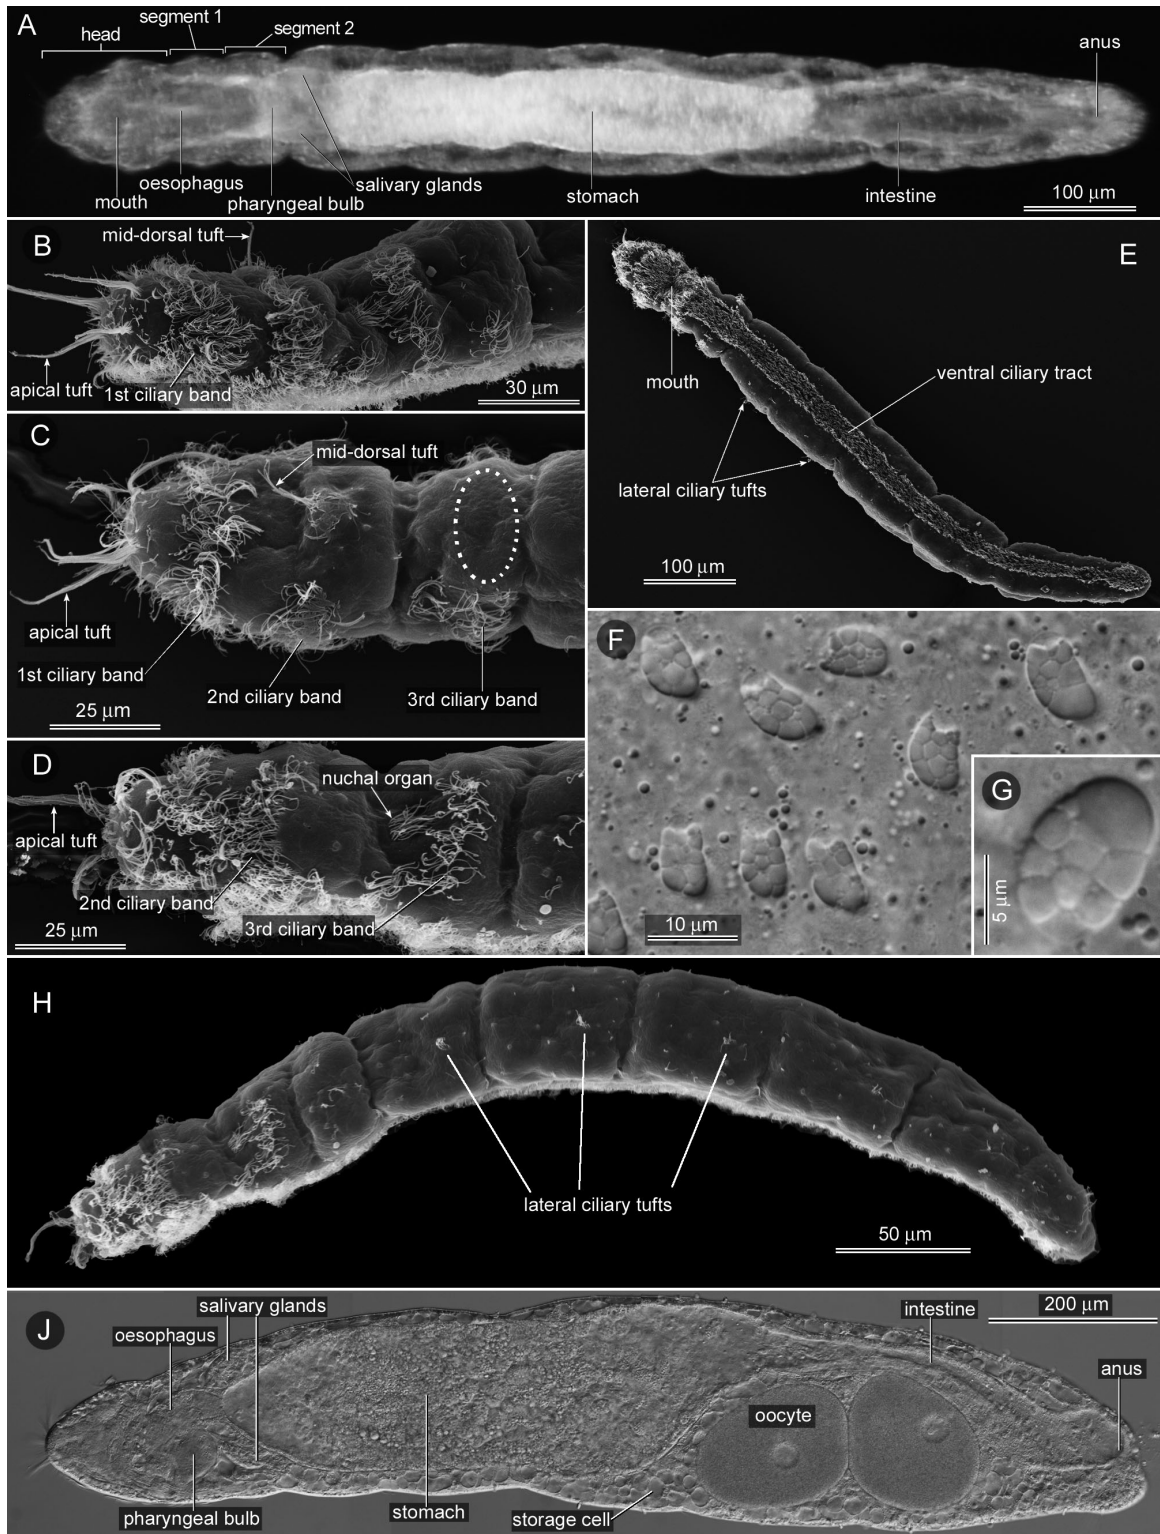 A
head
segment 1
segment 2
anus
mouth
oesophagus
pharyngeal bulb
salivary glands
stomach
intestine
100 µm
B
mid-dorsal tuft
apical tuft
1st ciliary band
30 µm
C
mid-dorsal tuft
apical tuft
1st ciliary band
2nd ciliary band
3rd ciliary band
25 µm
D
nuchal organ
apical tuft
2nd ciliary band
3rd ciliary band
25 µm
E
mouth
ventral ciliary tract
lateral ciliary tufts
100 µm
F
10 µm
G
5 µm
H
lateral ciliary tufts
50 µm
J
salivary glands
oesophagus
intestine
200 µm
anus
oocyte
pharyngeal bulb
stomach
storage cell